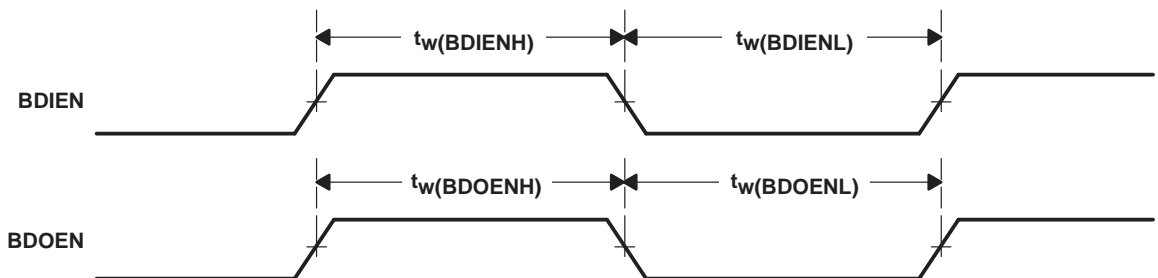 tw(BDIENH) tw(BDIENL)
BDIEN
tw(BDOENH) tw(BDOENL)
BDOEN